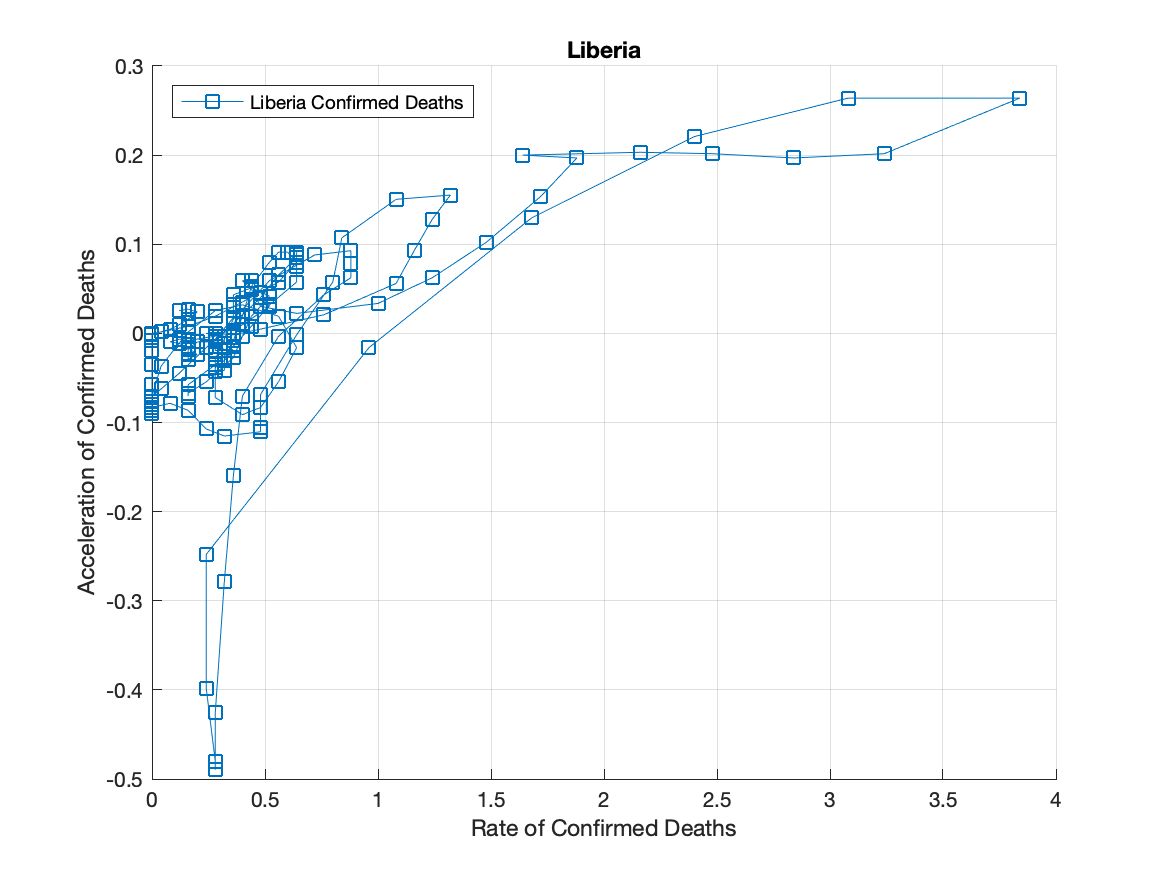 Liberia
Liberia Confirmed Deaths
Acceleration of Confirmed Deaths
0.3
0.2
0.1
0
-0.1
-0.2
-0.3
-0.4
-0.5
0 0.5 1 1.5 2 2.5 3 3.5 4
Rate of Confirmed Deaths